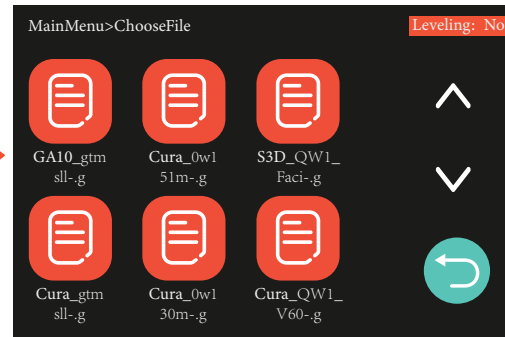 MainMenu>ChooseFile
Leveling: No
GA10_gtm
sll-.g
Cura_0w1
51m-.g
S3D_QW1_
Faci-.g
Cura_gtm
sll-.g
Cura_0w1
30m-.g
Cura_QW1_
V60-.g